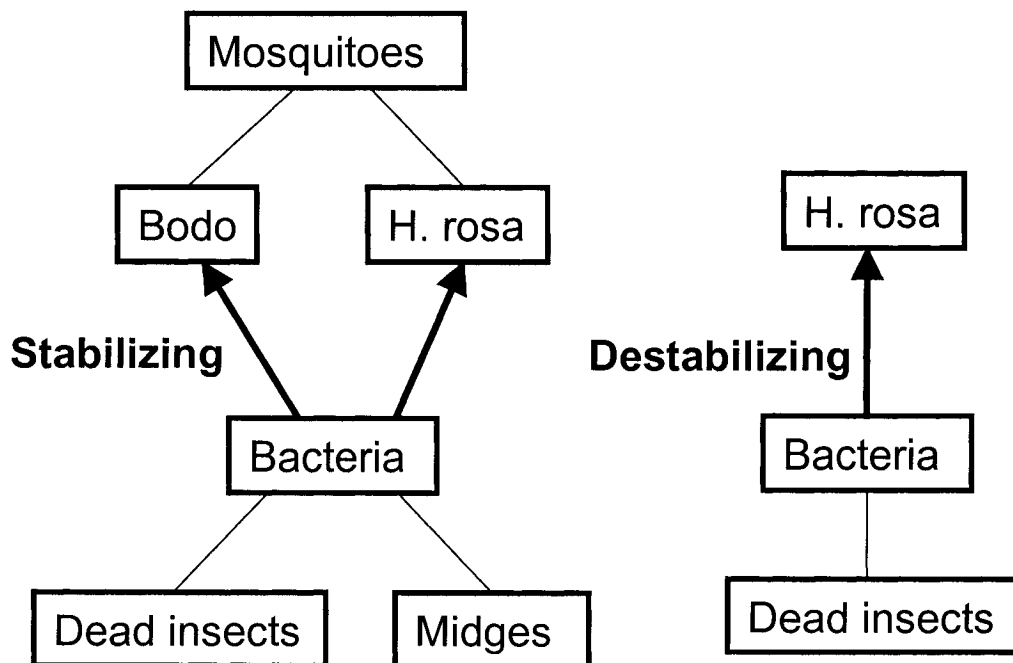 Mosquitoes
Bodo
H. rosa
Stabilizing
Bacteria
Dead insects
Midges
H. rosa
Destabilizing
Bacteria
Dead insects